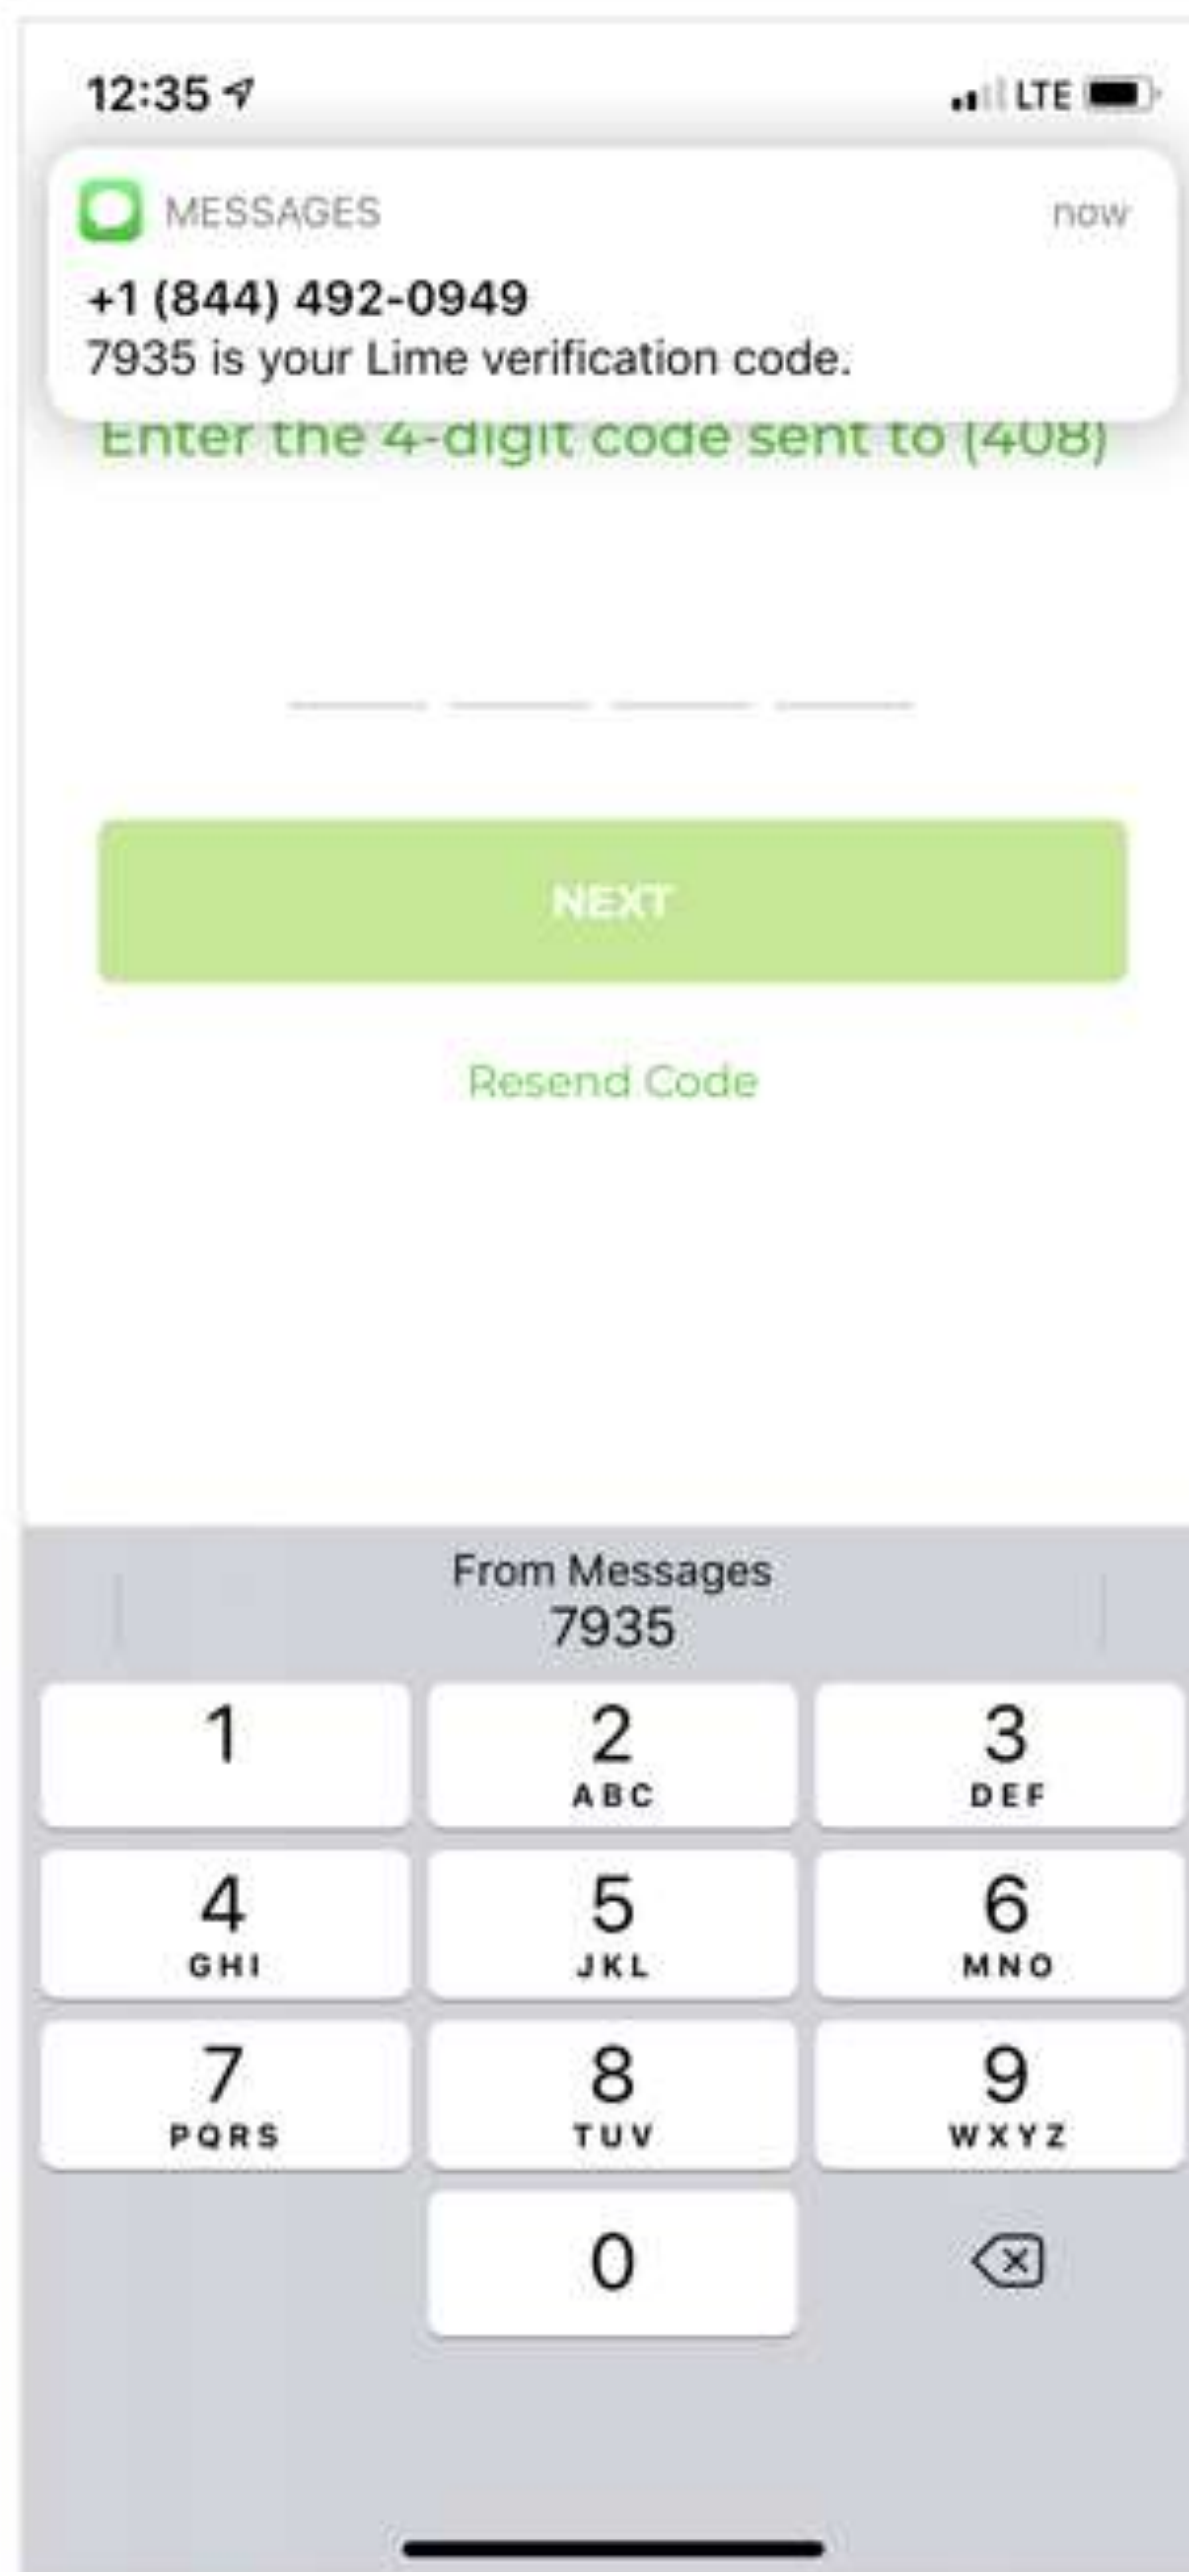 12:35
LTE
MESSAGES
now
+1 (844) 492-0949
7935 is your Lime verification code.
Enter the 4-digit code sent to (408)
NEXT
Resend Code
From Messages
7935
1
2
3
ABC
DEF
4
5
6
GHI
JKL
MNO
7
8
9
PQRS
TUV
WXYZ
0